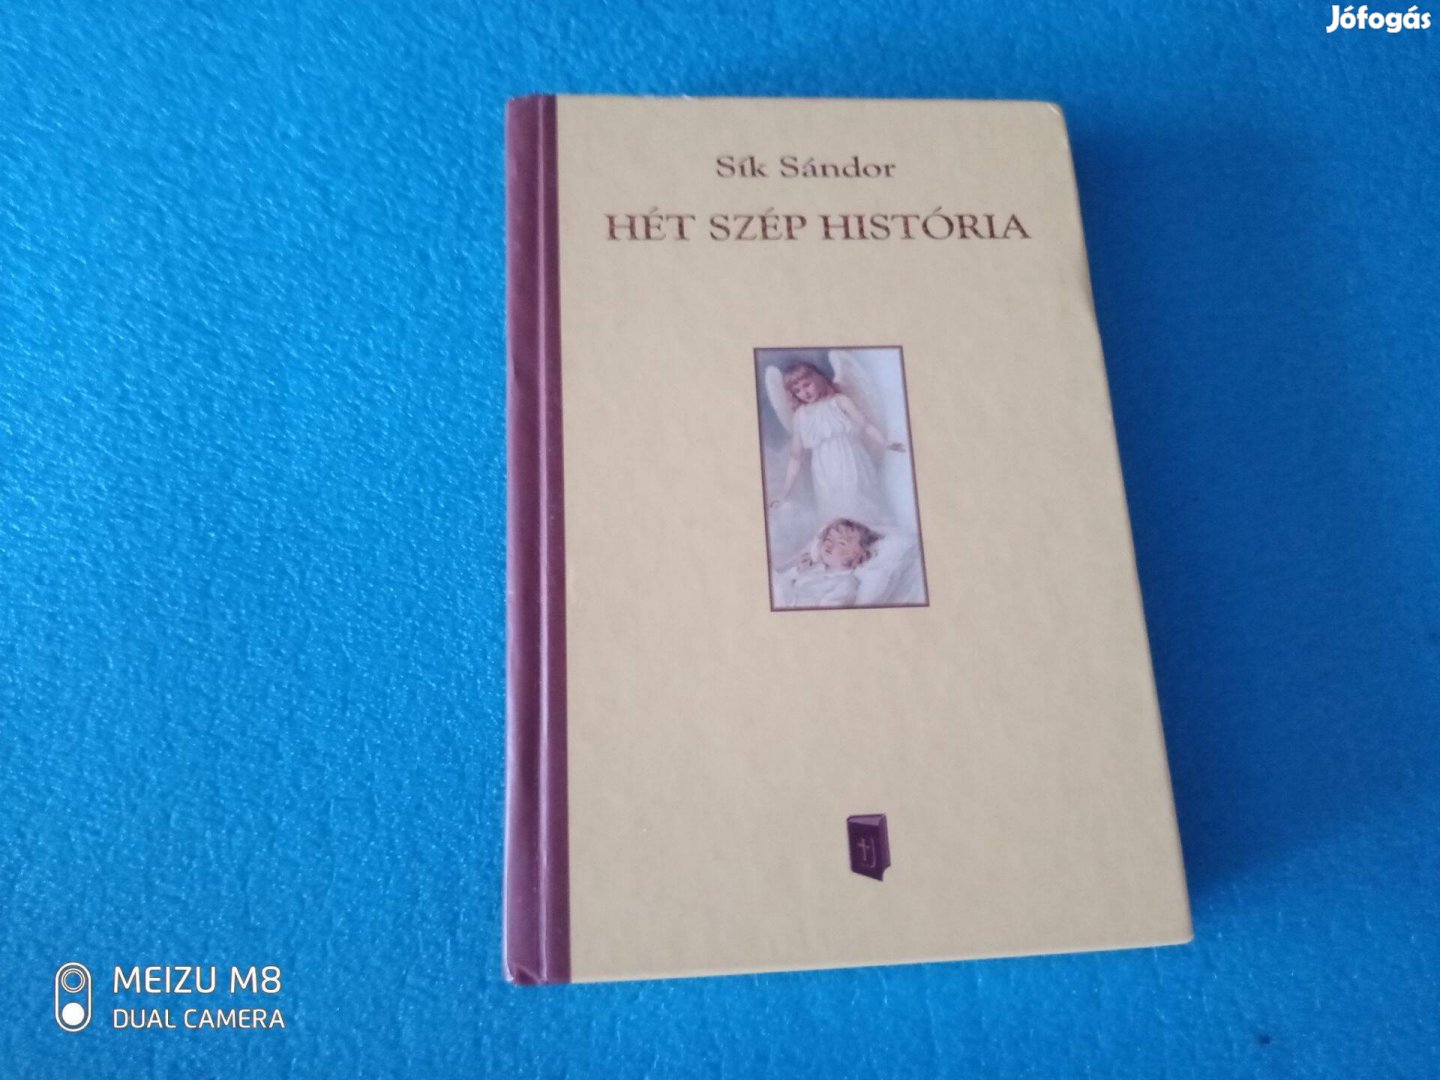 Jófogás
Sík Sándor
HÉT SZÉP HISTÓRIA
MEIZU M8
DUAL CAMERA